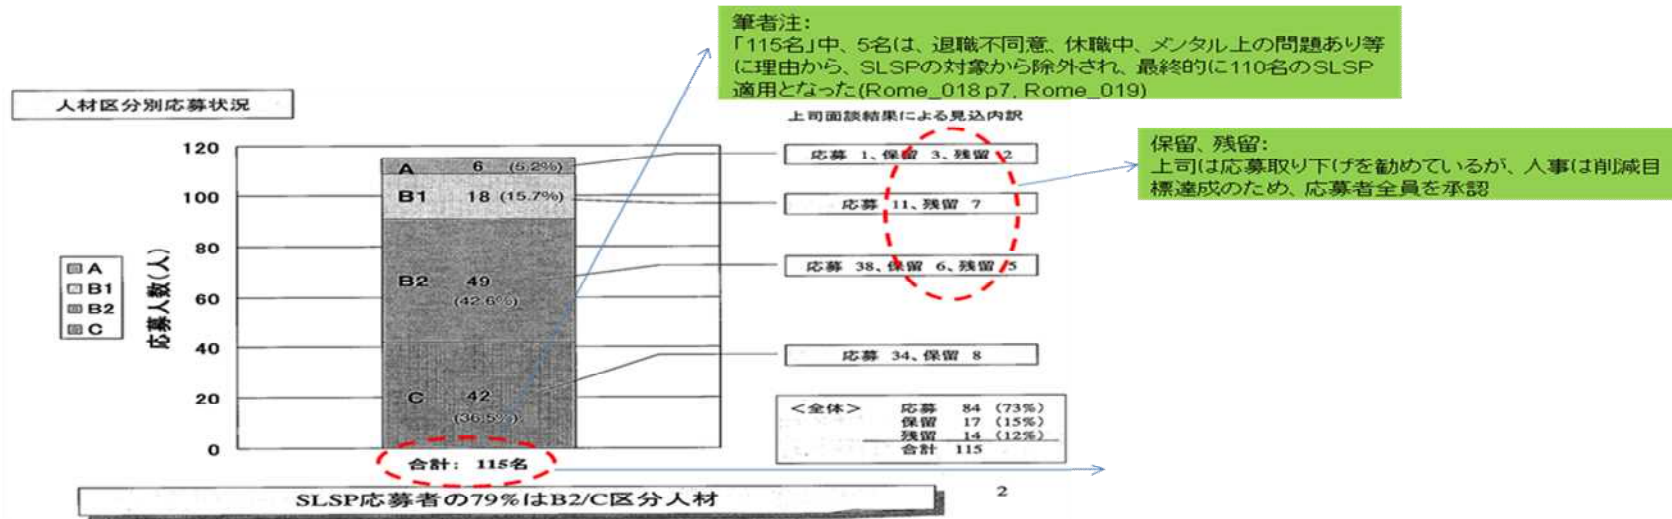 筆者注：
「115名」中、5名は、退職不同意、休職中、メンタル上の問題あり等
に理由から、SLSPの対象から除外され、最終的に110名のSLSP
適用となった(Rome_018 p7, Rome_019)
人材区分別応募状況
上司面談結果による見込内訳
保留、残留：
上司は応募取り下げを勧めているが、人事は削減目
標達成のため、応募者全員を承認
応募人数(人)
120
100
80
60
40
20
0
A
B1
B2
C
A 6 (5.2%)
B1 18 (15.7%)
B2 49
(42.6%)
C 42
(36.5%)
応募 1、保留 3、残留 2
応募 11、残留 7
応募 38、保留 6、残留 5
応募 34、保留 8
＜全体＞ 応募 84 (73%)
保留 17 (15%)
残留 14 (12%)
合計 115
合計： 115名
SLSP応募者の79%はB2/C区分人材
2